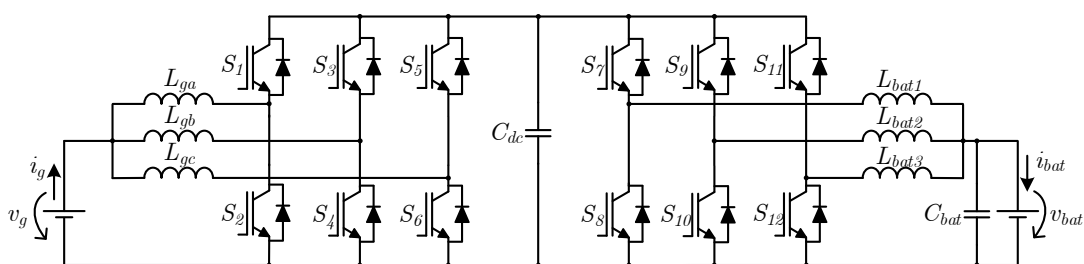 S1 S3 S5 S7 S9 S11
Lga Lbat1
Lgb Cdc Lbat2
Lgc Lbat3
ig ibat
vg S2 S4 S6 S8 S10 S12 Cbat vbat